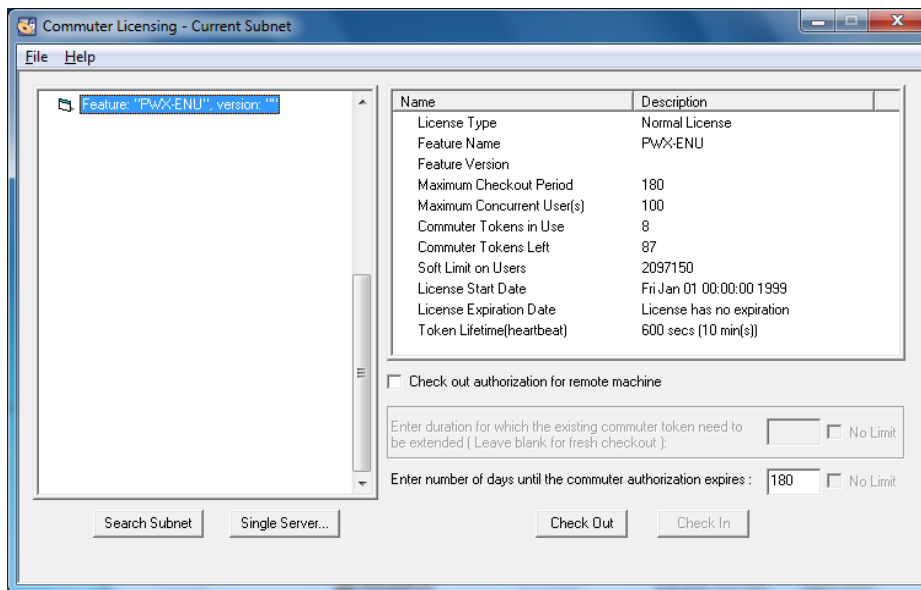 Commuter Licensing - Current Subnet
File Help
Feature: "PWX-ENU", version: ""
Name Description
License Type Normal License
Feature Name PWX-ENU
Feature Version
Maximum Checkout Period 180
Maximum Concurrent User(s) 100
Commuter Tokens in Use 8
Commuter Tokens Left 87
Soft Limit on Users 2097150
License Start Date Fri Jan 01 00:00:00 1999
License Expiration Date License has no expiration
Token Lifetime(heartbeat) 600 secs (10 min(s))
Check out authorization for remote machine
Enter duration for which the existing commuter token need to
be extended ( Leave blank for fresh checkout ): No Limit
Enter number of days until the commuter authorization expires : 180 No Limit
Search Subnet Single Server... Check Out Check In